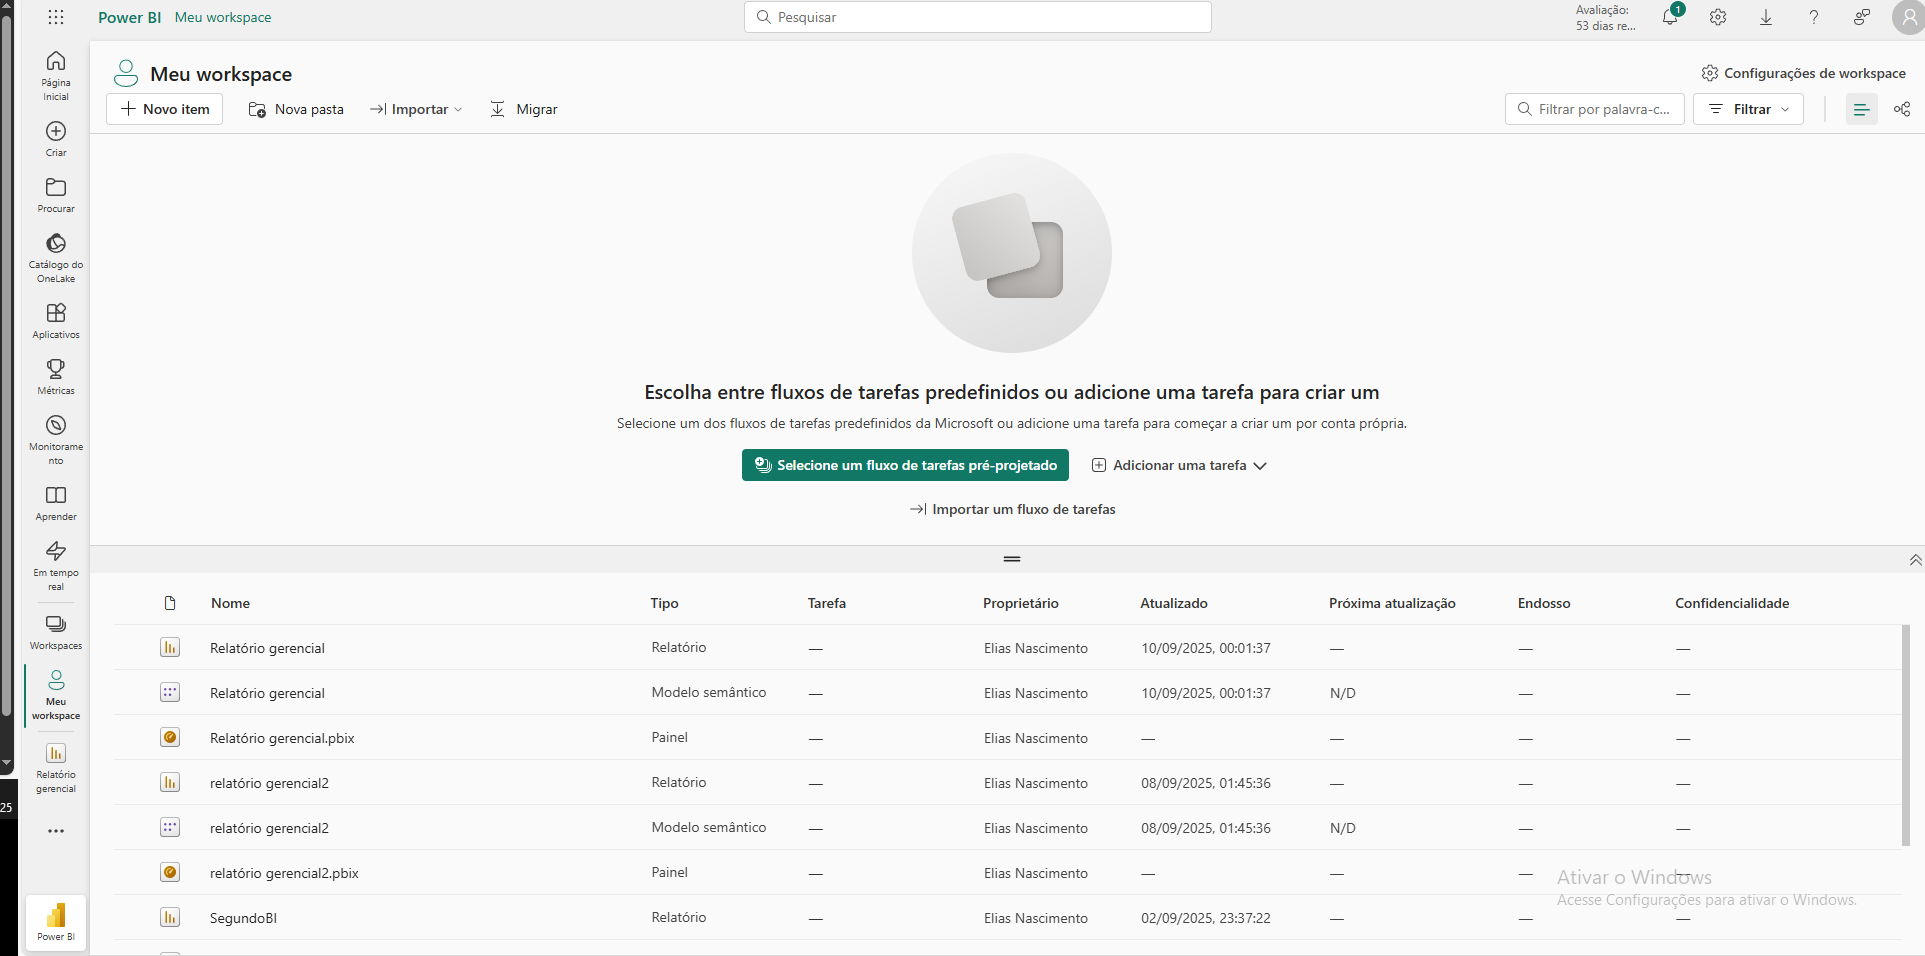 Power BI Meu workspace
Pesquisar
Avaliação:
53 dias re...
1
Página
Inicial
Criar
Procurar
Catálogo do
OneLake
Aplicativos
Métricas
Monitorame
nto
Aprender
Em tempo
real
Workspaces
Meu
workspace
Relatório
gerencial
25
Power BI
Meu workspace
Configurações de workspace
Novo item Nova pasta Importar Migrar
Filtrar por palavra-c... Filtrar
Escolha entre fluxos de tarefas predefinidos ou adicione uma tarefa para criar um
Selecione um dos fluxos de tarefas predefinidos da Microsoft ou adicione uma tarefa para começar a criar um por conta própria.
Selecione um fluxo de tarefas pré-projetado Adicionar uma tarefa
Importar um fluxo de tarefas
Nome Tipo Tarefa Proprietário Atualizado Próxima atualização Endosso Confidencialidade
Relatório gerencial Relatório — Elias Nascimento 10/09/2025, 00:01:37 — — —
Relatório gerencial Modelo semântico — Elias Nascimento 10/09/2025, 00:01:37 N/D — —
Relatório gerencial.pbix Painel — Elias Nascimento — — — —
relatório gerencial2 Relatório — Elias Nascimento 08/09/2025, 01:45:36 — — —
relatório gerencial2 Modelo semântico — Elias Nascimento 08/09/2025, 01:45:36 N/D — —
relatório gerencial2.pbix Painel — Elias Nascimento — — — —
SegundoBI Relatório — Elias Nascimento 02/09/2025, 23:37:22 — — —
Ativar o Windows
Acesse Configurações para ativar o Windows.